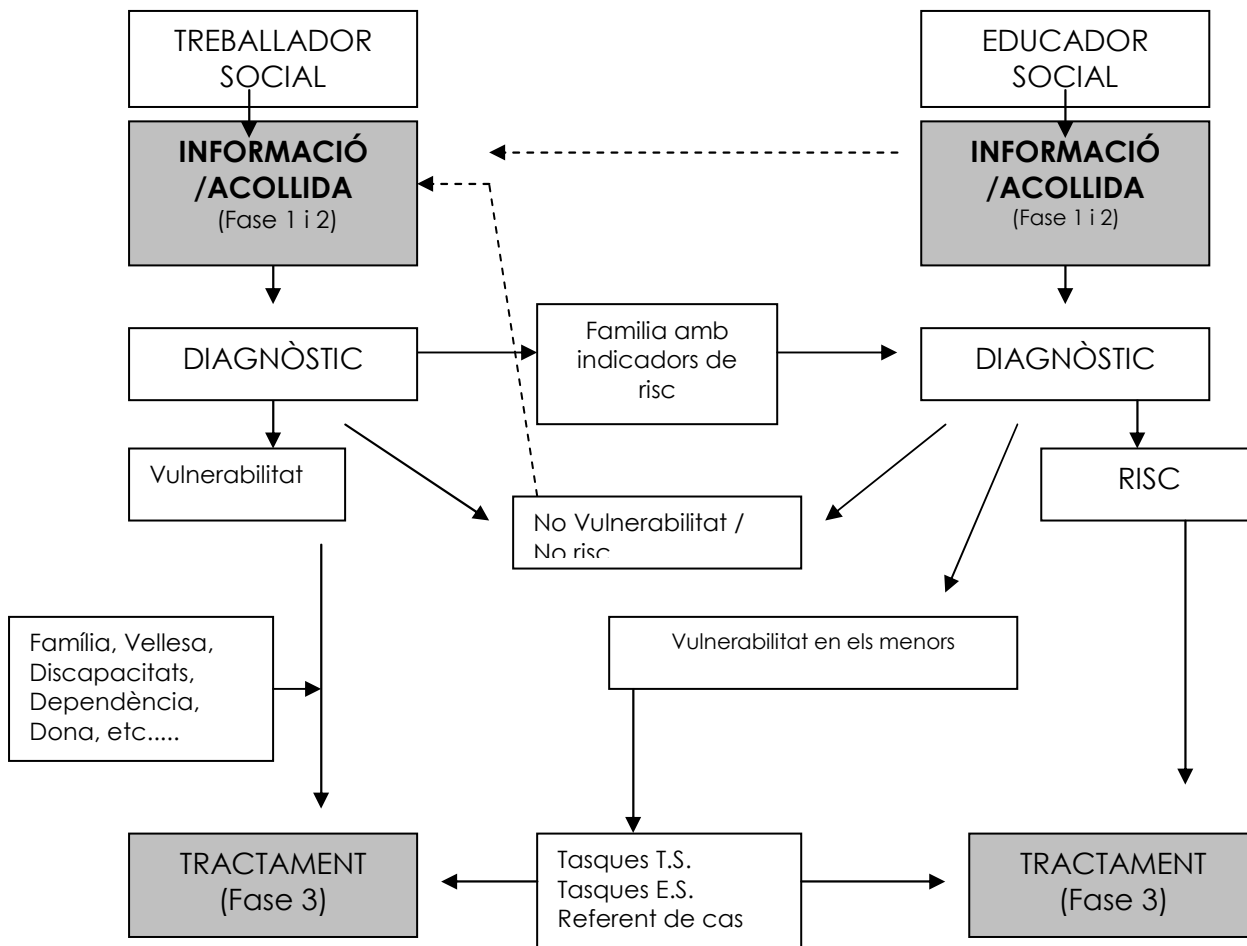 TREBALLADOR
SOCIAL
EDUCADOR
SOCIAL
INFORMACIÓ
/ACOLLIDA
(Fase 1 i 2)
INFORMACIÓ
/ACOLLIDA
(Fase 1 i 2)
DIAGNÒSTIC
Familia amb
indicadors de
risc
DIAGNÒSTIC
Vulnerabilitat
RISC
No Vulnerabilitat /
No risc
Família, Vellesa,
Discapacitats,
Dependència,
Dona, etc.....
Vulnerabilitat en els menors
TRACTAMENT
(Fase 3)
Tasques T.S.
Tasques E.S.
Referent de cas
TRACTAMENT
(Fase 3)